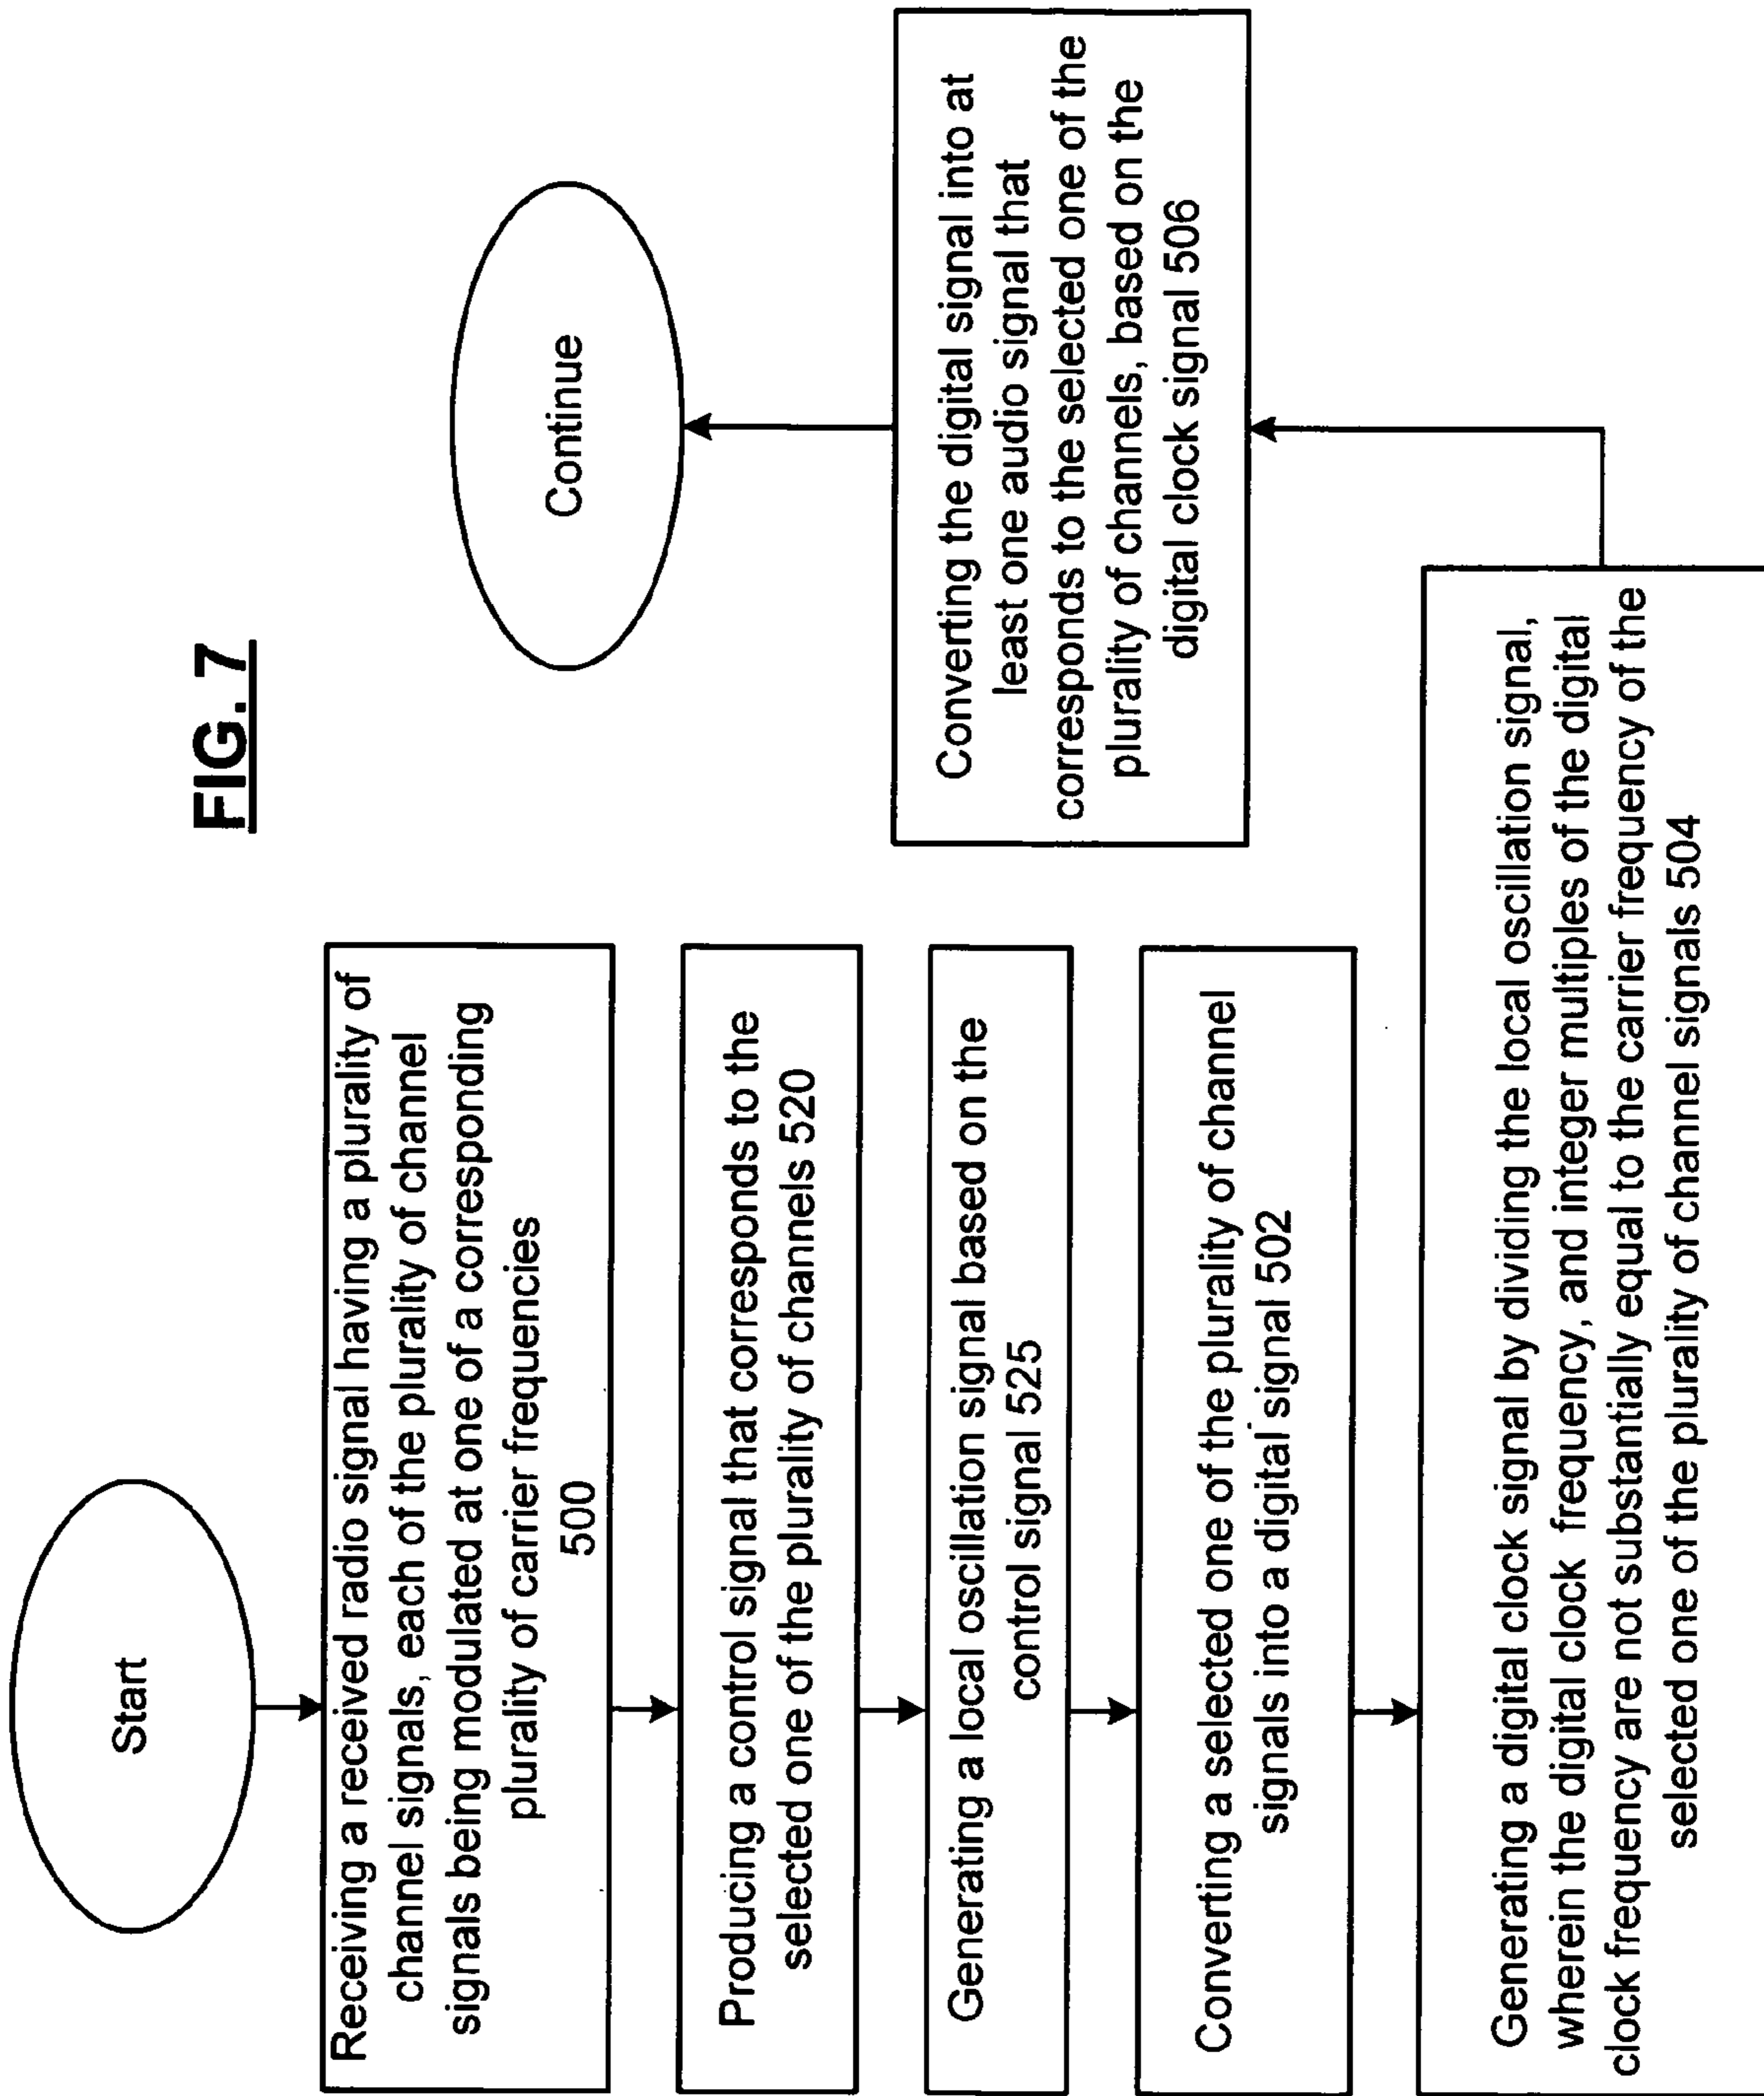 FIG. 7
Start
Receiving a received radio signal having a plurality of
channel signals, each of the plurality of channel
signals being modulated at one of a corresponding
plurality of carrier frequencies
500
Producing a control signal that corresponds to the
selected one of the plurality of channels 520
Generating a local oscillation signal based on the
control signal 525
Converting a selected one of the plurality of channel
signals into a digital signal 502
Generating a digital clock signal by dividing the local oscillation signal,
wherein the digital clock  frequency, and integer multiples of the digital
clock frequency are not substantially equal to the carrier frequency of the
selected one of the plurality of channel signals 504
Converting the digital signal into at
least one audio signal that
corresponds to the selected one of the
plurality of channels, based on the
digital clock signal 506
Continue